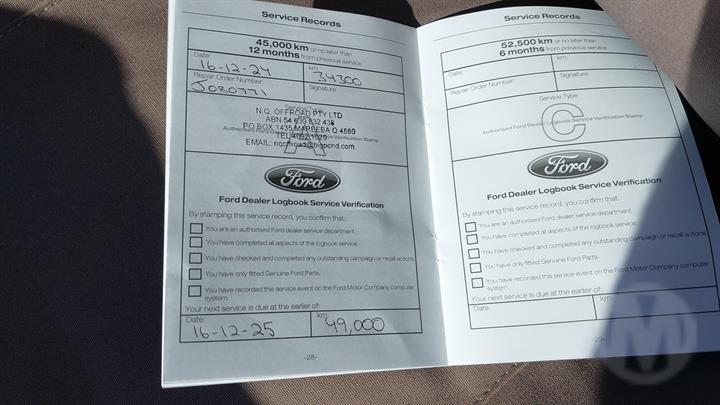 Service Records
45,000 km or no later than
12 months from previous service
Date:
16-12-24
km:
34300
Repair Order Number:
J080771
Signature
Service Type
A
N.Q. OFFROAD PTY LTD
ABN 54 639 632 438
PO BOX 1435 MAREEBA Q 4880
Authorised Ford Dealer Logbook Service Verification Stamp
TEL 4092 1020
EMAIL: nqoffroad@bigpond.com
Ford
Ford Dealer Logbook Service Verification
By stamping this service record, you confirm that:
You are an authorised Ford dealer service department.
You have completed all aspects of the logbook service.
You have checked and completed any outstanding campaign or recall actions.
You have only fitted Genuine Ford Parts.
You have recorded this service event on the Ford Motor Company computer
system.
Your next service is due at the earlier of:
Date:
16-12-25
km:
49,000
-28-
Service Records
52,500 km or no later than
6 months from previous service
Date:
km:
Repair Order Number:
Signature
Service Type
C
Authorised Ford Dealer Logbook Service Verification Stamp
Ford
Ford Dealer Logbook Service Verification
By stamping this service record, you confirm that:
You are an authorised Ford dealer service department.
You have completed all aspects of the logbook service.
You have checked and completed any outstanding campaign or recall actions.
You have only fitted Genuine Ford Parts.
You have recorded this service event on the Ford Motor Company computer
system.
Your next service is due at the earlier of:
Date:
km:
-29-
M